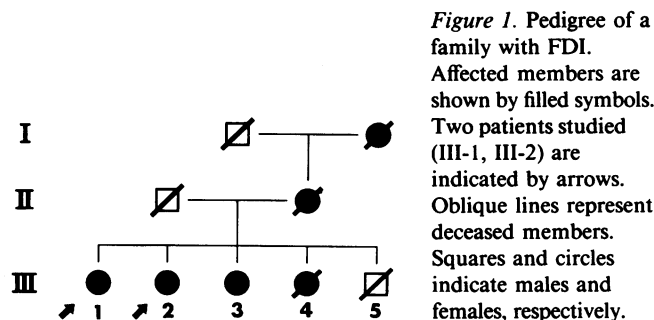 Figure 1. Pedigree of a
family with FDI.
Affected members are
shown by filled symbols.
Two patients studied
(III-1, III-2) are
indicated by arrows.
Oblique lines represent
deceased members.
Squares and circles
indicate males and
females, respectively.
I
II
III
1 2 3 4 5